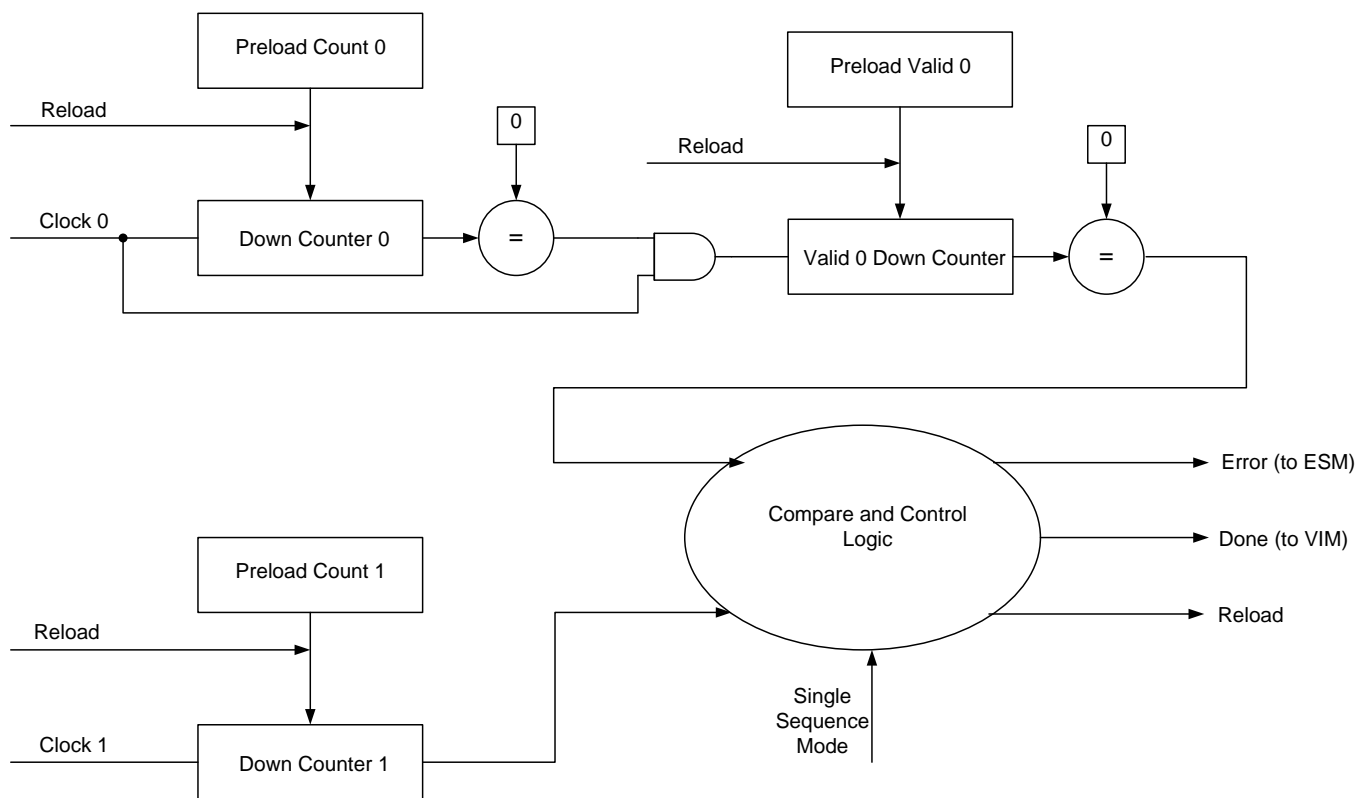 Preload Count 0
Preload Valid 0
Reload
0
0
Reload
Clock 0
Down Counter 0
=
Valid 0 Down Counter
=
Compare and Control
Logic
Error (to ESM)
Done (to VIM)
Reload
Preload Count 1
Reload
Single
Sequence
Mode
Clock 1
Down Counter 1